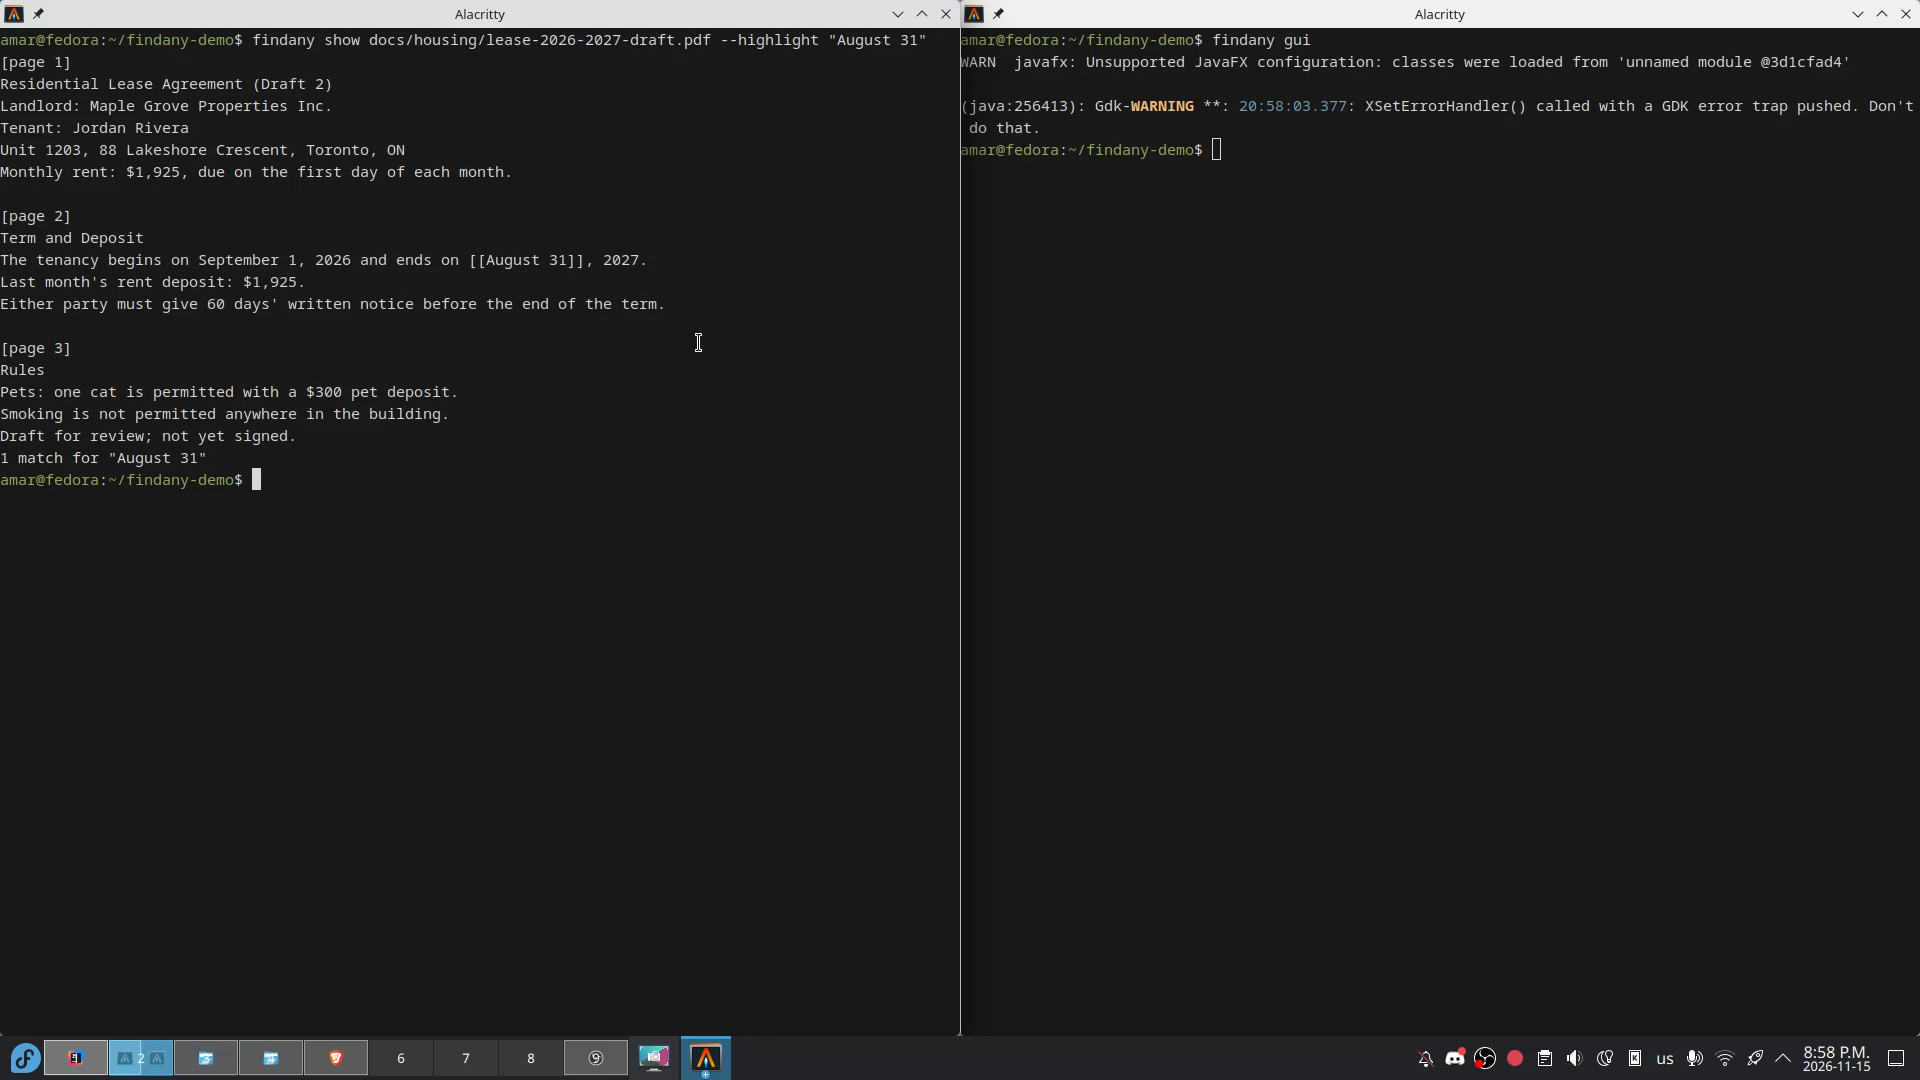 Alacritty
amar@fedora:~/findany-demo$ findany show docs/housing/lease-2026-2027-draft.pdf --highlight "August 31"
[page 1]
Residential Lease Agreement (Draft 2)
Landlord: Maple Grove Properties Inc.
Tenant: Jordan Rivera
Unit 1203, 88 Lakeshore Crescent, Toronto, ON
Monthly rent: $1,925, due on the first day of each month.
[page 2]
Term and Deposit
The tenancy begins on September 1, 2026 and ends on [[August 31]], 2027.
Last month's rent deposit: $1,925.
Either party must give 60 days' written notice before the end of the term.
[page 3]
Rules
Pets: one cat is permitted with a $300 pet deposit.
Smoking is not permitted anywhere in the building.
Draft for review; not yet signed.
1 match for "August 31"
amar@fedora:~/findany-demo$
Alacritty
amar@fedora:~/findany-demo$ findany gui
WARN  javafx: Unsupported JavaFX configuration: classes were loaded from 'unnamed module @3d1cfad4'
(java:256413): Gdk-WARNING **: 20:58:03.377: XSetErrorHandler() called with a GDK error trap pushed. Don't
do that.
amar@fedora:~/findany-demo$
2 6 7 8 9 us 8:58 P.M.
2026-11-15